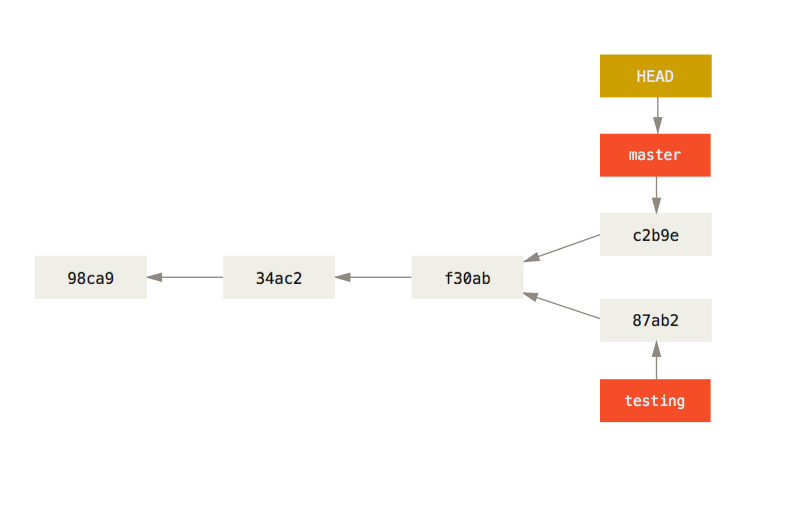 HEAD
master
c2b9e
98ca9
34ac2
f30ab
87ab2
testing